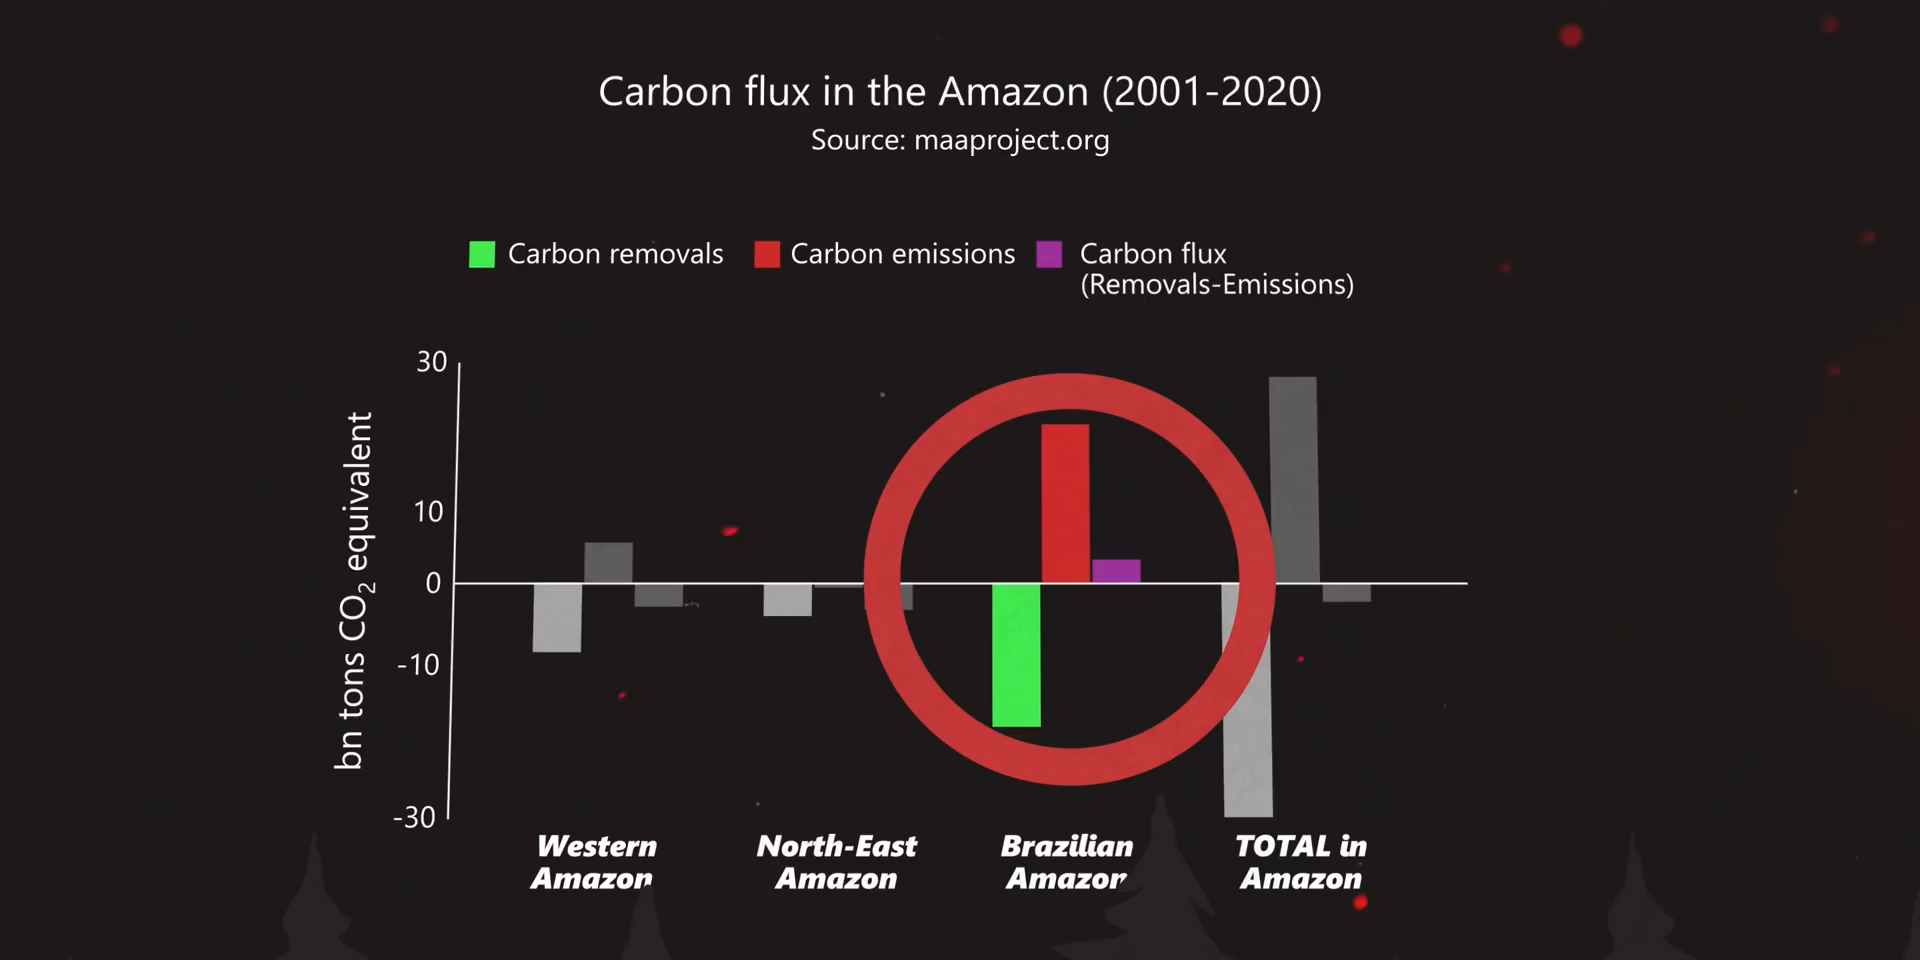 Carbon flux in the Amazon (2001-2020)
Source: maaproject.org
Carbon removals
Carbon emissions
Carbon flux
(Removals-Emissions)
30
10
0
-10
-30
bn tons CO₂ equivalent
Western
Amazon
North-East
Amazon
Brazilian
Amazon
TOTAL in
Amazon